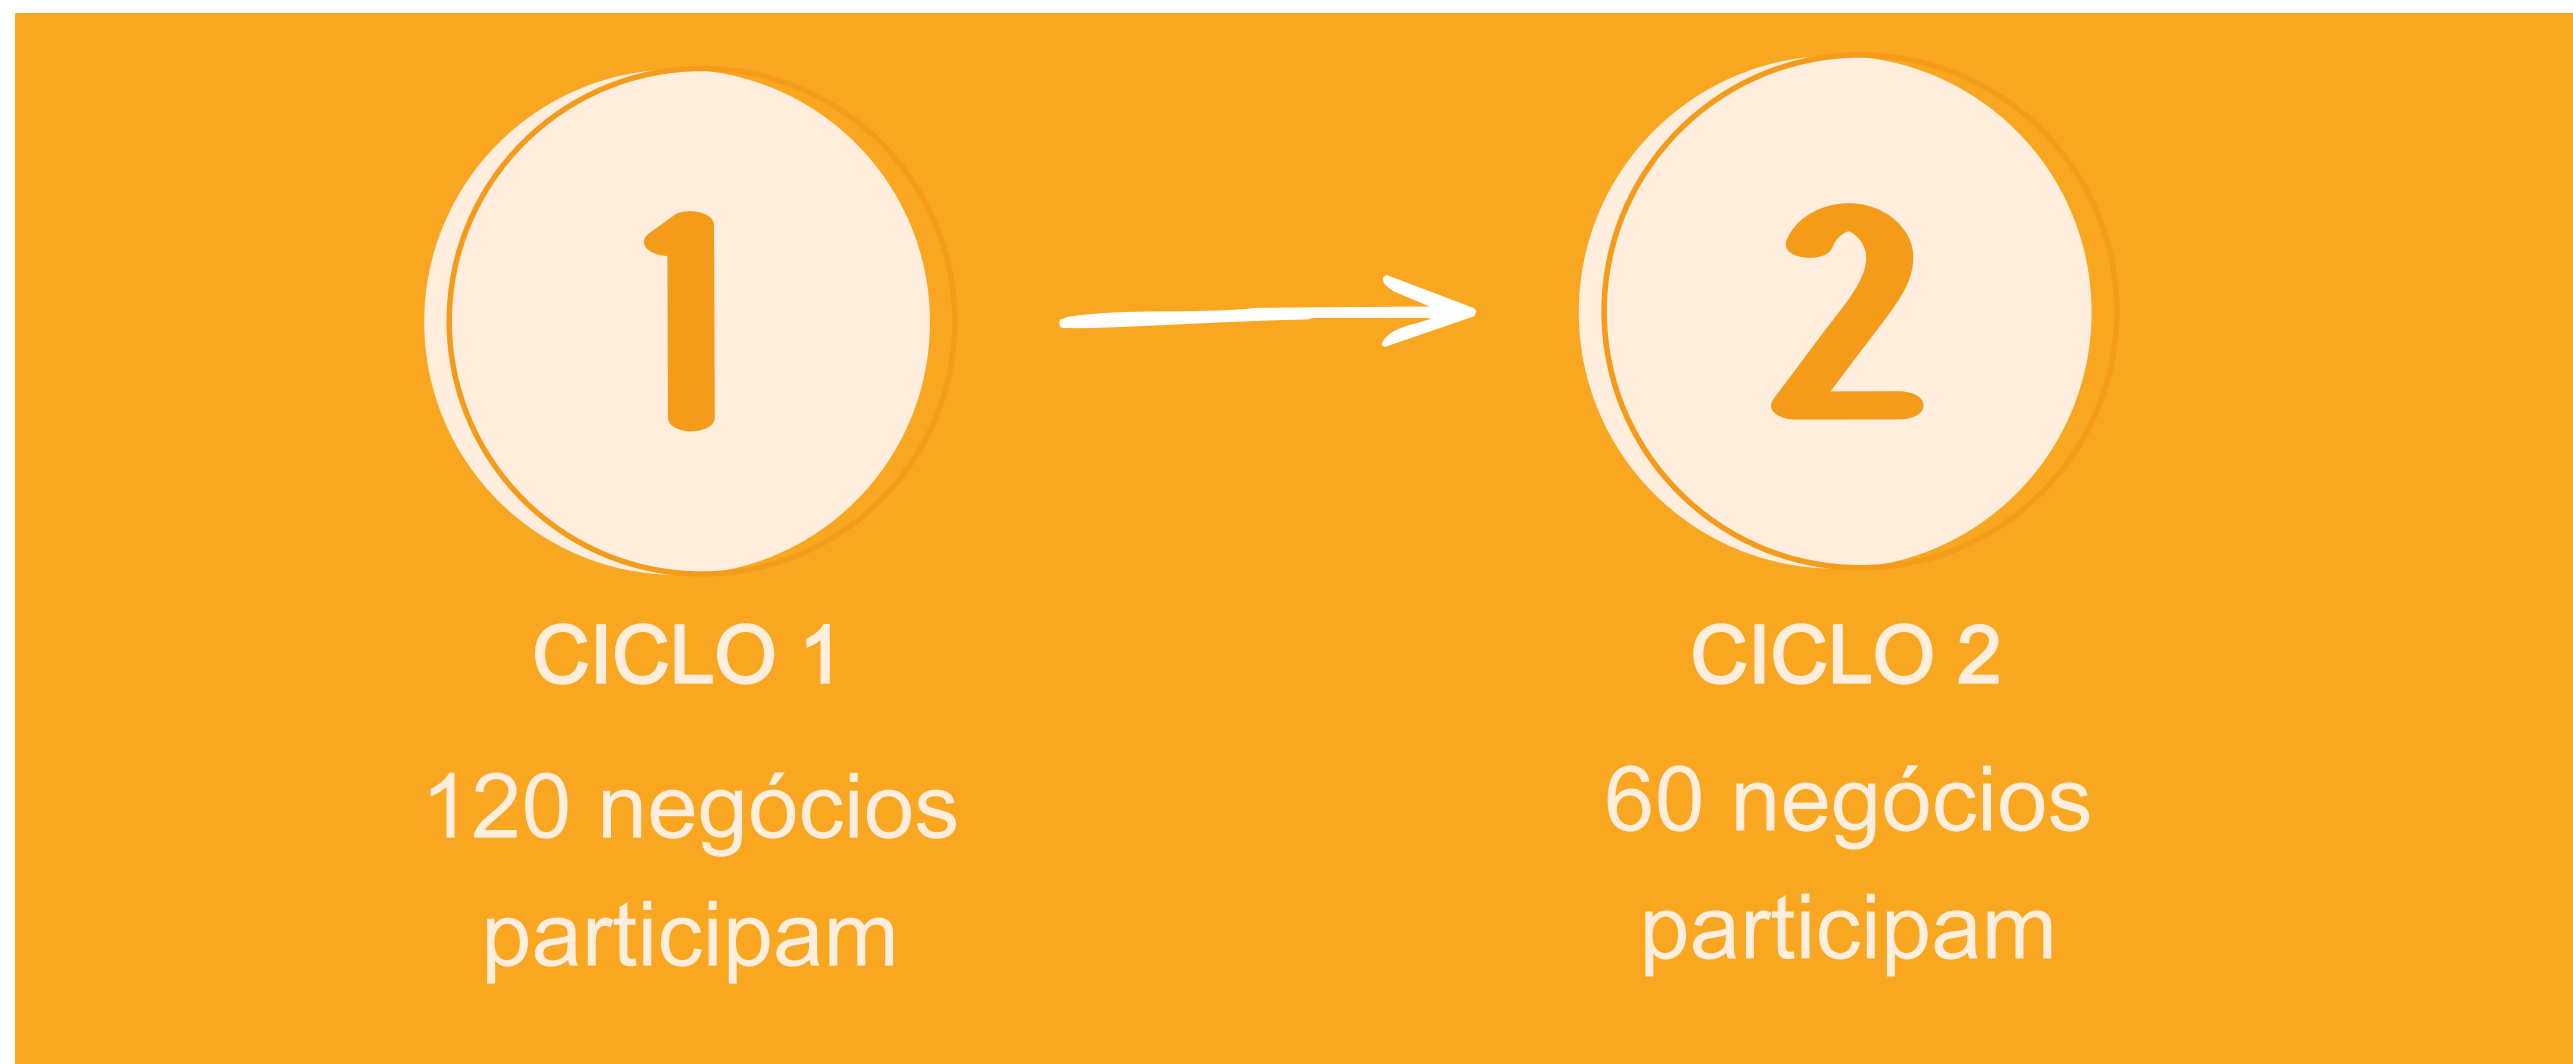 1
CICLO 1
120 negócios
participam
2
CICLO 2
60 negócios
participam